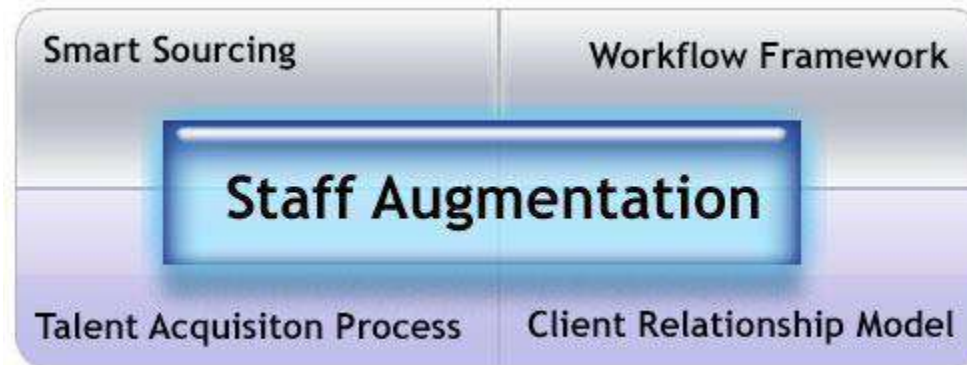 Smart Sourcing
Workflow Framework
Staff Augmentation
Talent Acquisiton Process
Client Relationship Model